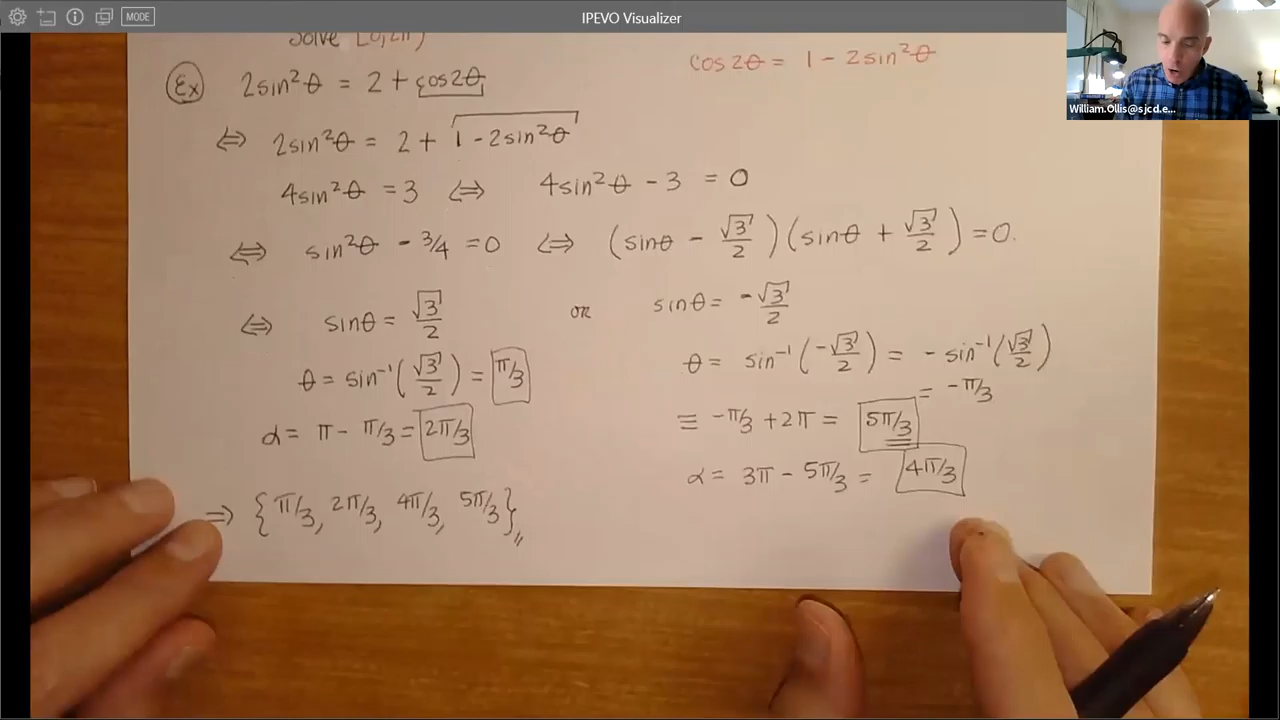 MODE
IPEVO Visualizer
William.Ollis@sjcd.e...
Solve [0,2π)
Ex 2sin²θ = 2 + cos2θ
cos2θ = 1 - 2sin²θ
⇔ 2sin²θ = 2 + 1 - 2sin²θ
4sin²θ = 3 ⇔ 4sin²θ - 3 = 0
⇔ sin²θ - 3/4 = 0 ⇔ (sinθ - √3/2)(sinθ + √3/2) = 0.
⇔ sinθ = √3/2 or sinθ = -√3/2
θ = sin⁻¹(√3/2) = π/3
θ = sin⁻¹(-√3/2) = - sin⁻¹(√3/2)
= -π/3
α = π - π/3 = 2π/3
≡ -π/3 + 2π = 5π/3
α = 3π - 5π/3 = 4π/3
⇒ {π/3, 2π/3, 4π/3, 5π/3}